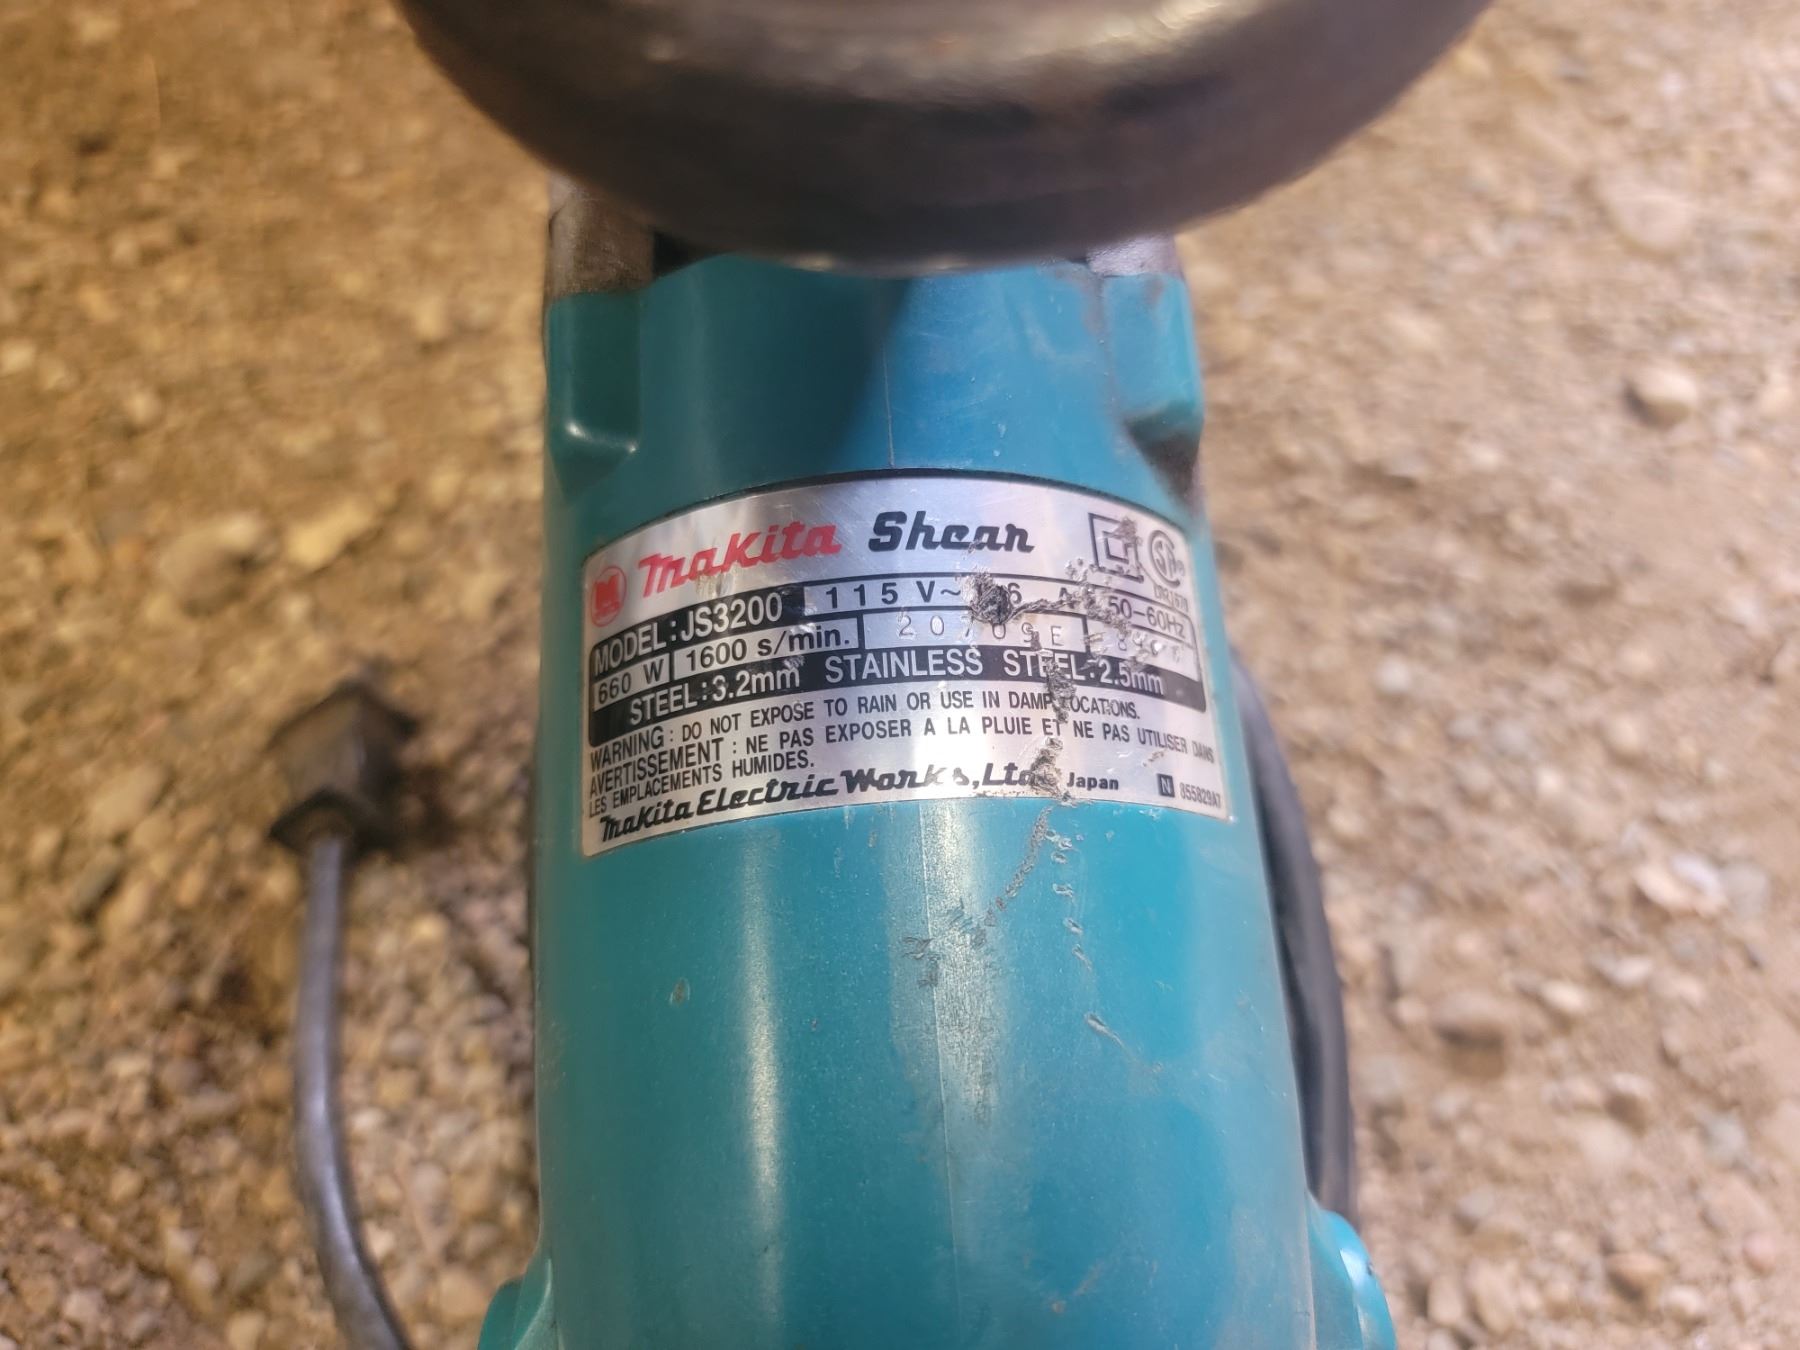 Makita Shear
MODEL:JS3200 115 V~ 6 A 50-60Hz
660 W 1600 s/min.
STEEL:3.2mm STAINLESS STEEL:2.5mm
WARNING : DO NOT EXPOSE TO RAIN OR USE IN DAMP LOCATIONS.
AVERTISSEMENT : NE PAS EXPOSER A LA PLUIE ET NE PAS UTILISER DANS
LES EMPLACEMENTS HUMIDES.
Makita Electric Works, Ltd. Japan N 855829A7